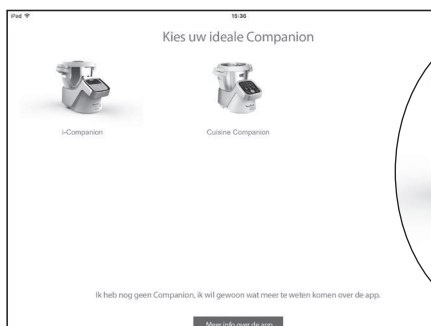 iPad 15:36
Kies uw ideale Companion
i-Companion Cuisine Companion
Ik heb nog geen Companion, ik wil gewoon wat meer te weten komen over de app.
Meer info over de app